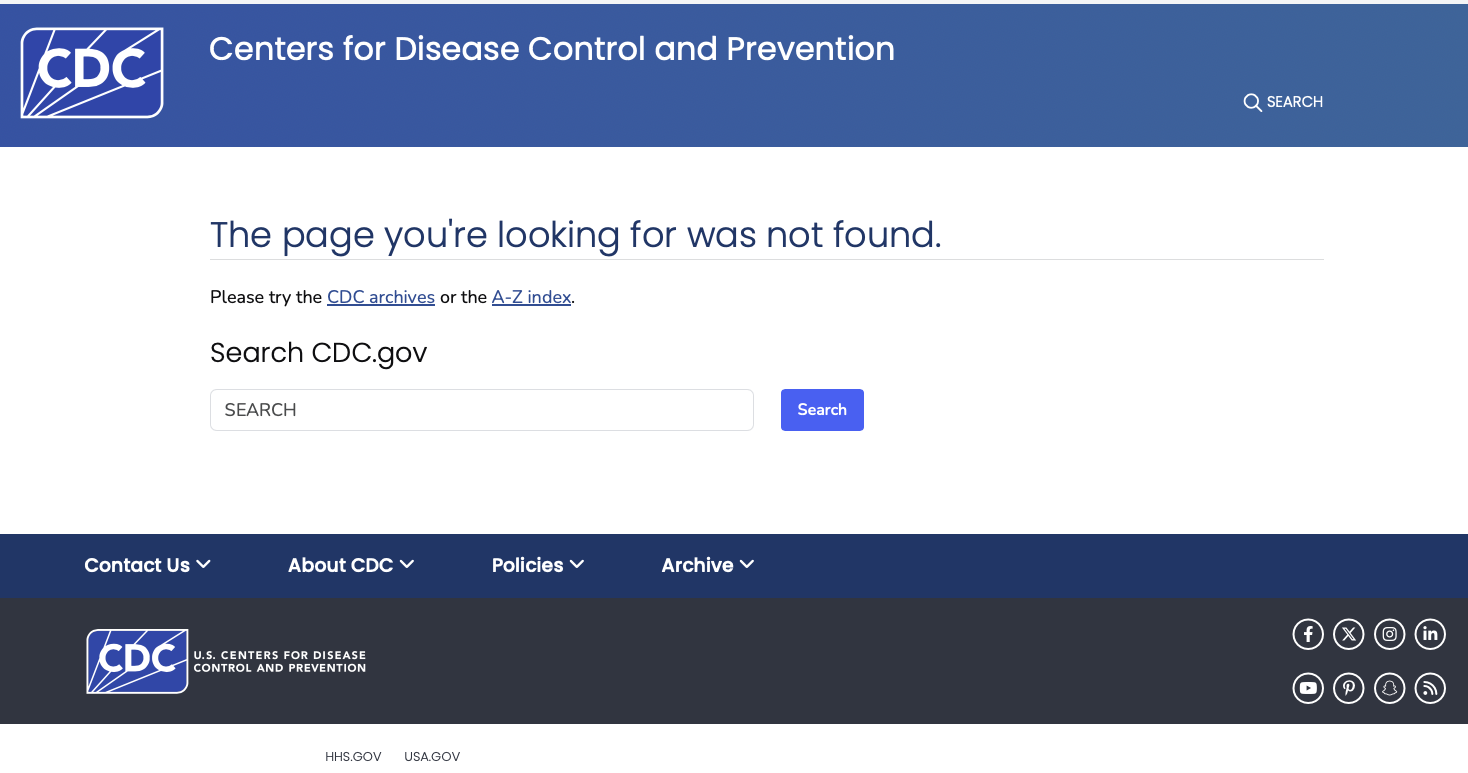 CDC
Centers for Disease Control and Prevention
SEARCH
The page you're looking for was not found.
Please try the CDC archives or the A-Z index.
Search CDC.gov
SEARCH
Search
Contact Us
About CDC
Policies
Archive
CDC
U.S. CENTERS FOR DISEASE
CONTROL AND PREVENTION
HHS.GOV
USA.GOV